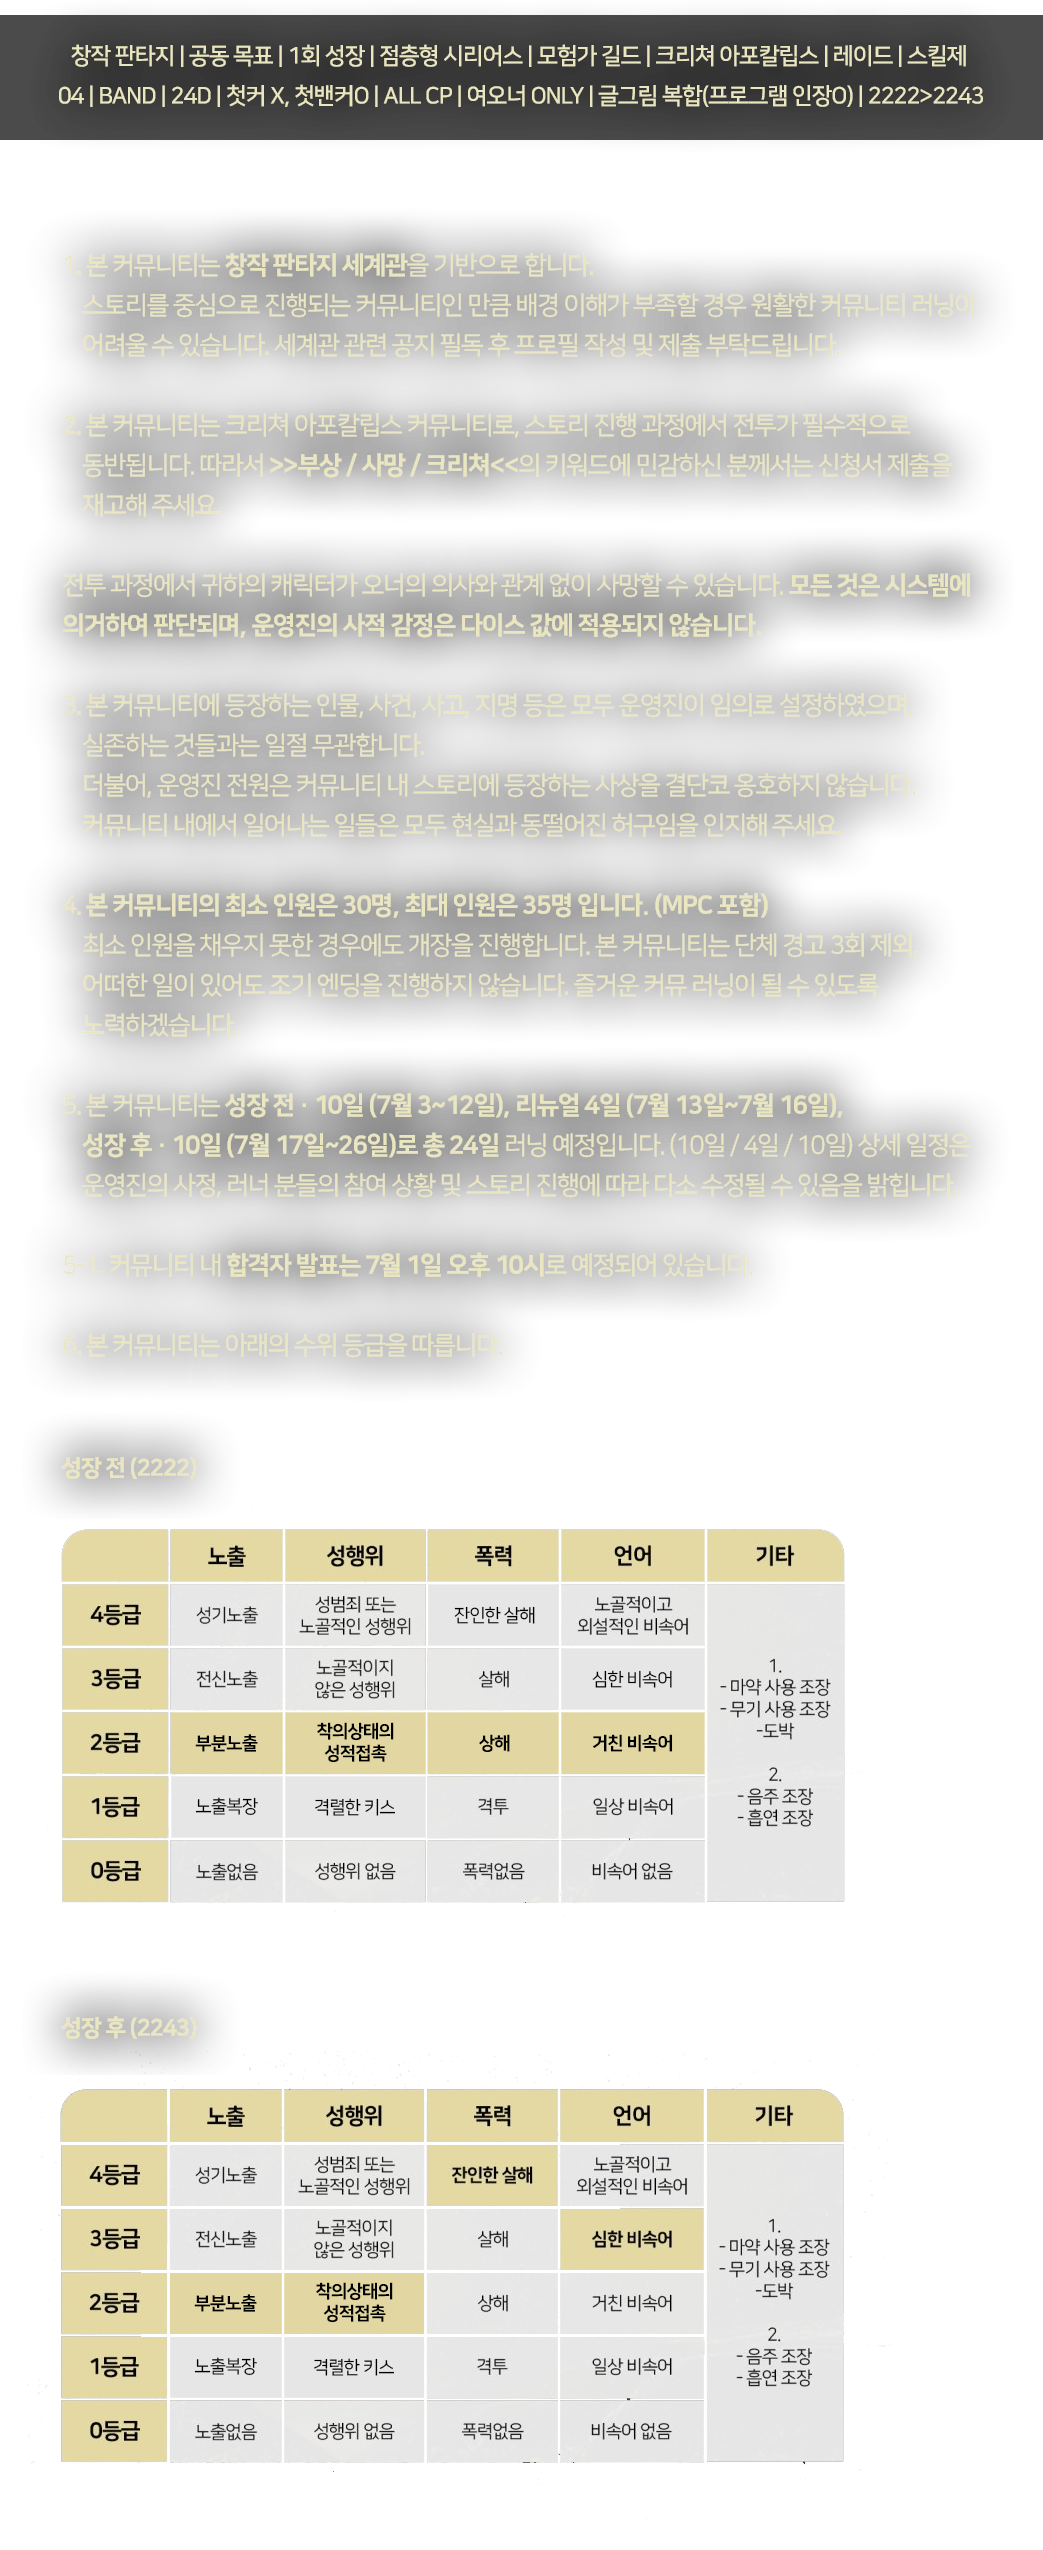 창작 판타지 | 공동 목표 | 1회 성장 | 점층형 시리어스 | 모험가 길드 | 크리쳐 아포칼립스 | 레이드 | 스킬제
04 | BAND | 24D | 첫커 X, 첫밴커O | ALL CP | 여오너 ONLY | 글그림 복합(프로그램 인장O) | 2222>2243
1. 본 커뮤니티는 창작 판타지 세계관을 기반으로 합니다.
스토리를 중심으로 진행되는 커뮤니티인 만큼 배경 이해가 부족할 경우 원활한 커뮤니티 러닝이
어려울 수 있습니다. 세계관 관련 공지 필독 후 프로필 작성 및 제출 부탁드립니다.
2. 본 커뮤니티는 크리쳐 아포칼립스 커뮤니티로, 스토리 진행 과정에서 전투가 필수적으로
동반됩니다. 따라서 >>부상 / 사망 / 크리쳐<<의 키워드에 민감하신 분께서는 신청서 제출을
재고해 주세요.
전투 과정에서 귀하의 캐릭터가 오너의 의사와 관계 없이 사망할 수 있습니다. 모든 것은 시스템에
의거하여 판단되며, 운영진의 사적 감정은 다이스 값에 적용되지 않습니다.
3. 본 커뮤니티에 등장하는 인물, 사건, 사고, 지명 등은 모두 운영진이 임의로 설정하였으며,
실존하는 것들과는 일절 무관합니다.
더불어, 운영진 전원은 커뮤니티 내 스토리에 등장하는 사상을 결단코 옹호하지 않습니다.
커뮤니티 내에서 일어나는 일들은 모두 현실과 동떨어진 허구임을 인지해 주세요.
4. 본 커뮤니티의 최소 인원은 30명, 최대 인원은 35명 입니다. (MPC 포함)
최소 인원을 채우지 못한 경우에도 개장을 진행합니다. 본 커뮤니티는 단체 경고 3회 제외,
어떠한 일이 있어도 조기 엔딩을 진행하지 않습니다. 즐거운 커뮤 러닝이 될 수 있도록
노력하겠습니다.
5. 본 커뮤니티는 성장 전 · 10일 (7월 3~12일), 리뉴얼 4일 (7월 13일~7월 16일),
성장 후 · 10일 (7월 17일~26일)로 총 24일 러닝 예정입니다. (10일 / 4일 / 10일) 상세 일정은
운영진의 사정, 러너 분들의 참여 상황 및 스토리 진행에 따라 다소 수정될 수 있음을 밝힙니다.
5-1. 커뮤니티 내 합격자 발표는 7월 1일 오후 10시로 예정되어 있습니다.
6. 본 커뮤니티는 아래의 수위 등급을 따릅니다.
성장 전 (2222)
노출 성행위 폭력 언어 기타
4등급 성기노출 성범죄 또는 노골적인 성행위 잔인한 살해 노골적이고 외설적인 비속어
3등급 전신노출 노골적이지 않은 성행위 살해 심한 비속어
2등급 부분노출 착의상태의 성적접촉 상해 거친 비속어
1등급 노출복장 격렬한 키스 격투 일상 비속어
0등급 노출없음 성행위 없음 폭력없음 비속어 없음
1.
- 마약 사용 조장
- 무기 사용 조장
-도박
2.
- 음주 조장
- 흡연 조장
성장 후 (2243)
노출 성행위 폭력 언어 기타
4등급 성기노출 성범죄 또는 노골적인 성행위 잔인한 살해 노골적이고 외설적인 비속어
3등급 전신노출 노골적이지 않은 성행위 살해 심한 비속어
2등급 부분노출 착의상태의 성적접촉 상해 거친 비속어
1등급 노출복장 격렬한 키스 격투 일상 비속어
0등급 노출없음 성행위 없음 폭력없음 비속어 없음
1.
- 마약 사용 조장
- 무기 사용 조장
-도박
2.
- 음주 조장
- 흡연 조장